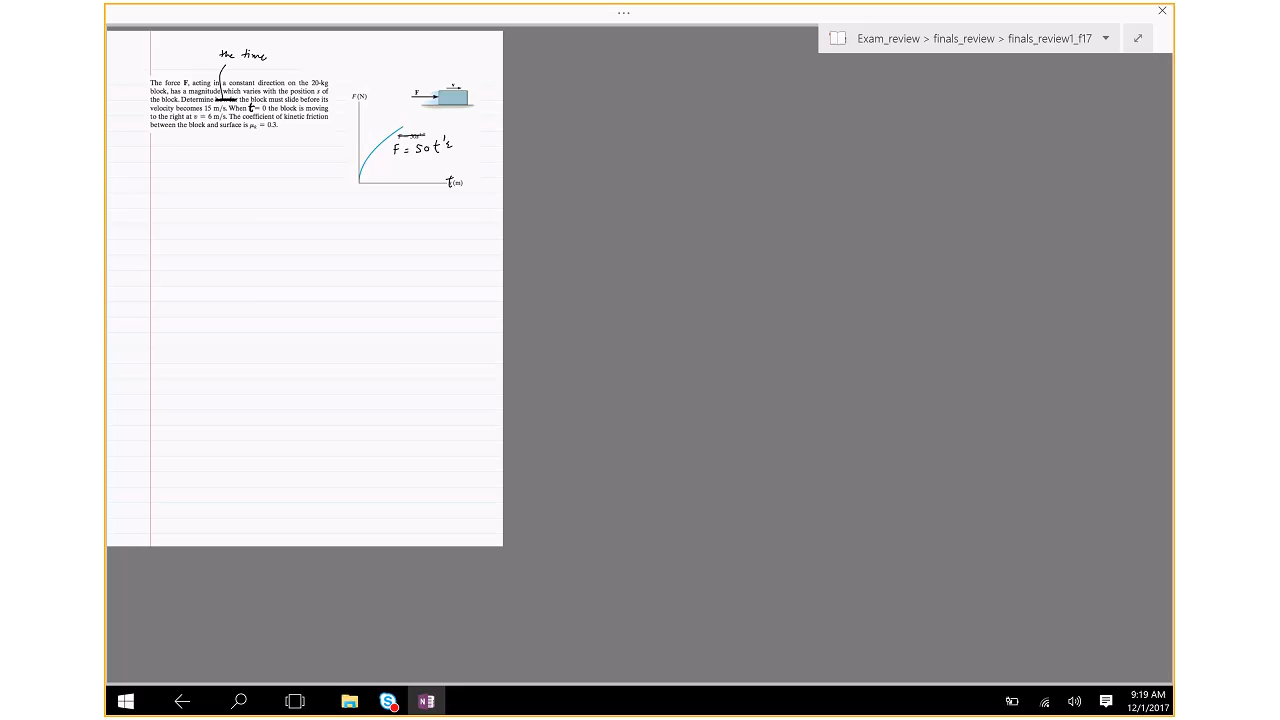 ...
Exam_review > finals_review > finals_review1_f17
the time
The force F, acting in a constant direction on the 20-kg
block, has a magnitude which varies with the position s of
the block. Determine the block must slide before its
velocity becomes 15 m/s. When t = 0 the block is moving
to the right at v = 6 m/s. The coefficient of kinetic friction
between the block and surface is μk = 0.3.
F (N)
F
v
F = 50 t^1/2
t (m)
N
9:19 AM
12/1/2017